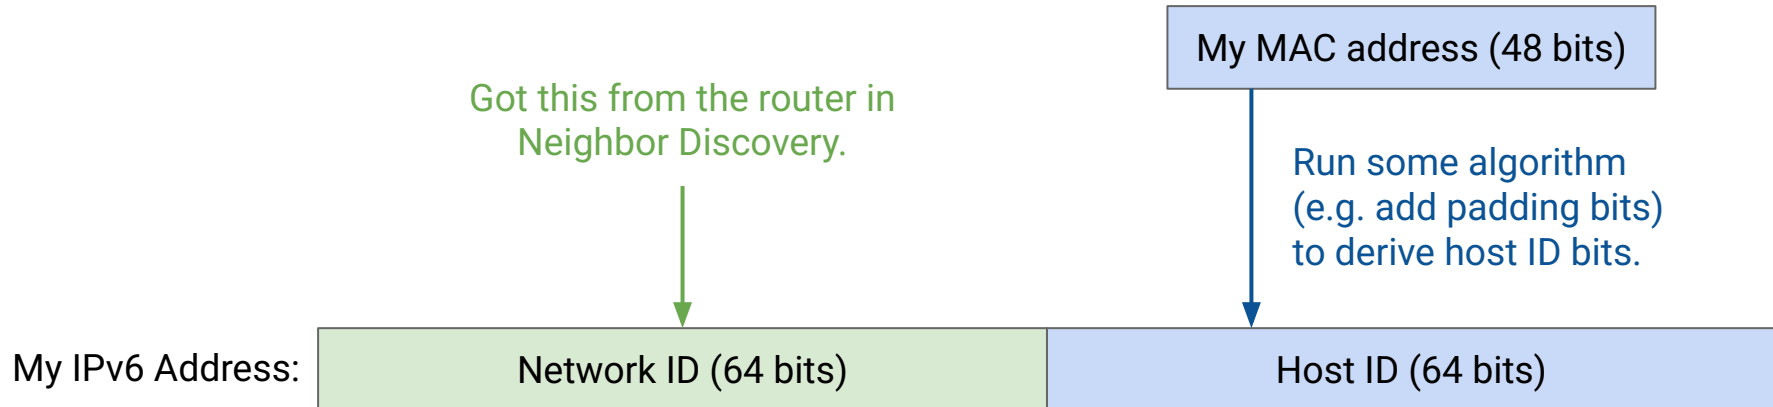 My MAC address (48 bits)
Got this from the router in
Neighbor Discovery.
Run some algorithm
(e.g. add padding bits)
to derive host ID bits.
My IPv6 Address:
Network ID (64 bits)
Host ID (64 bits)